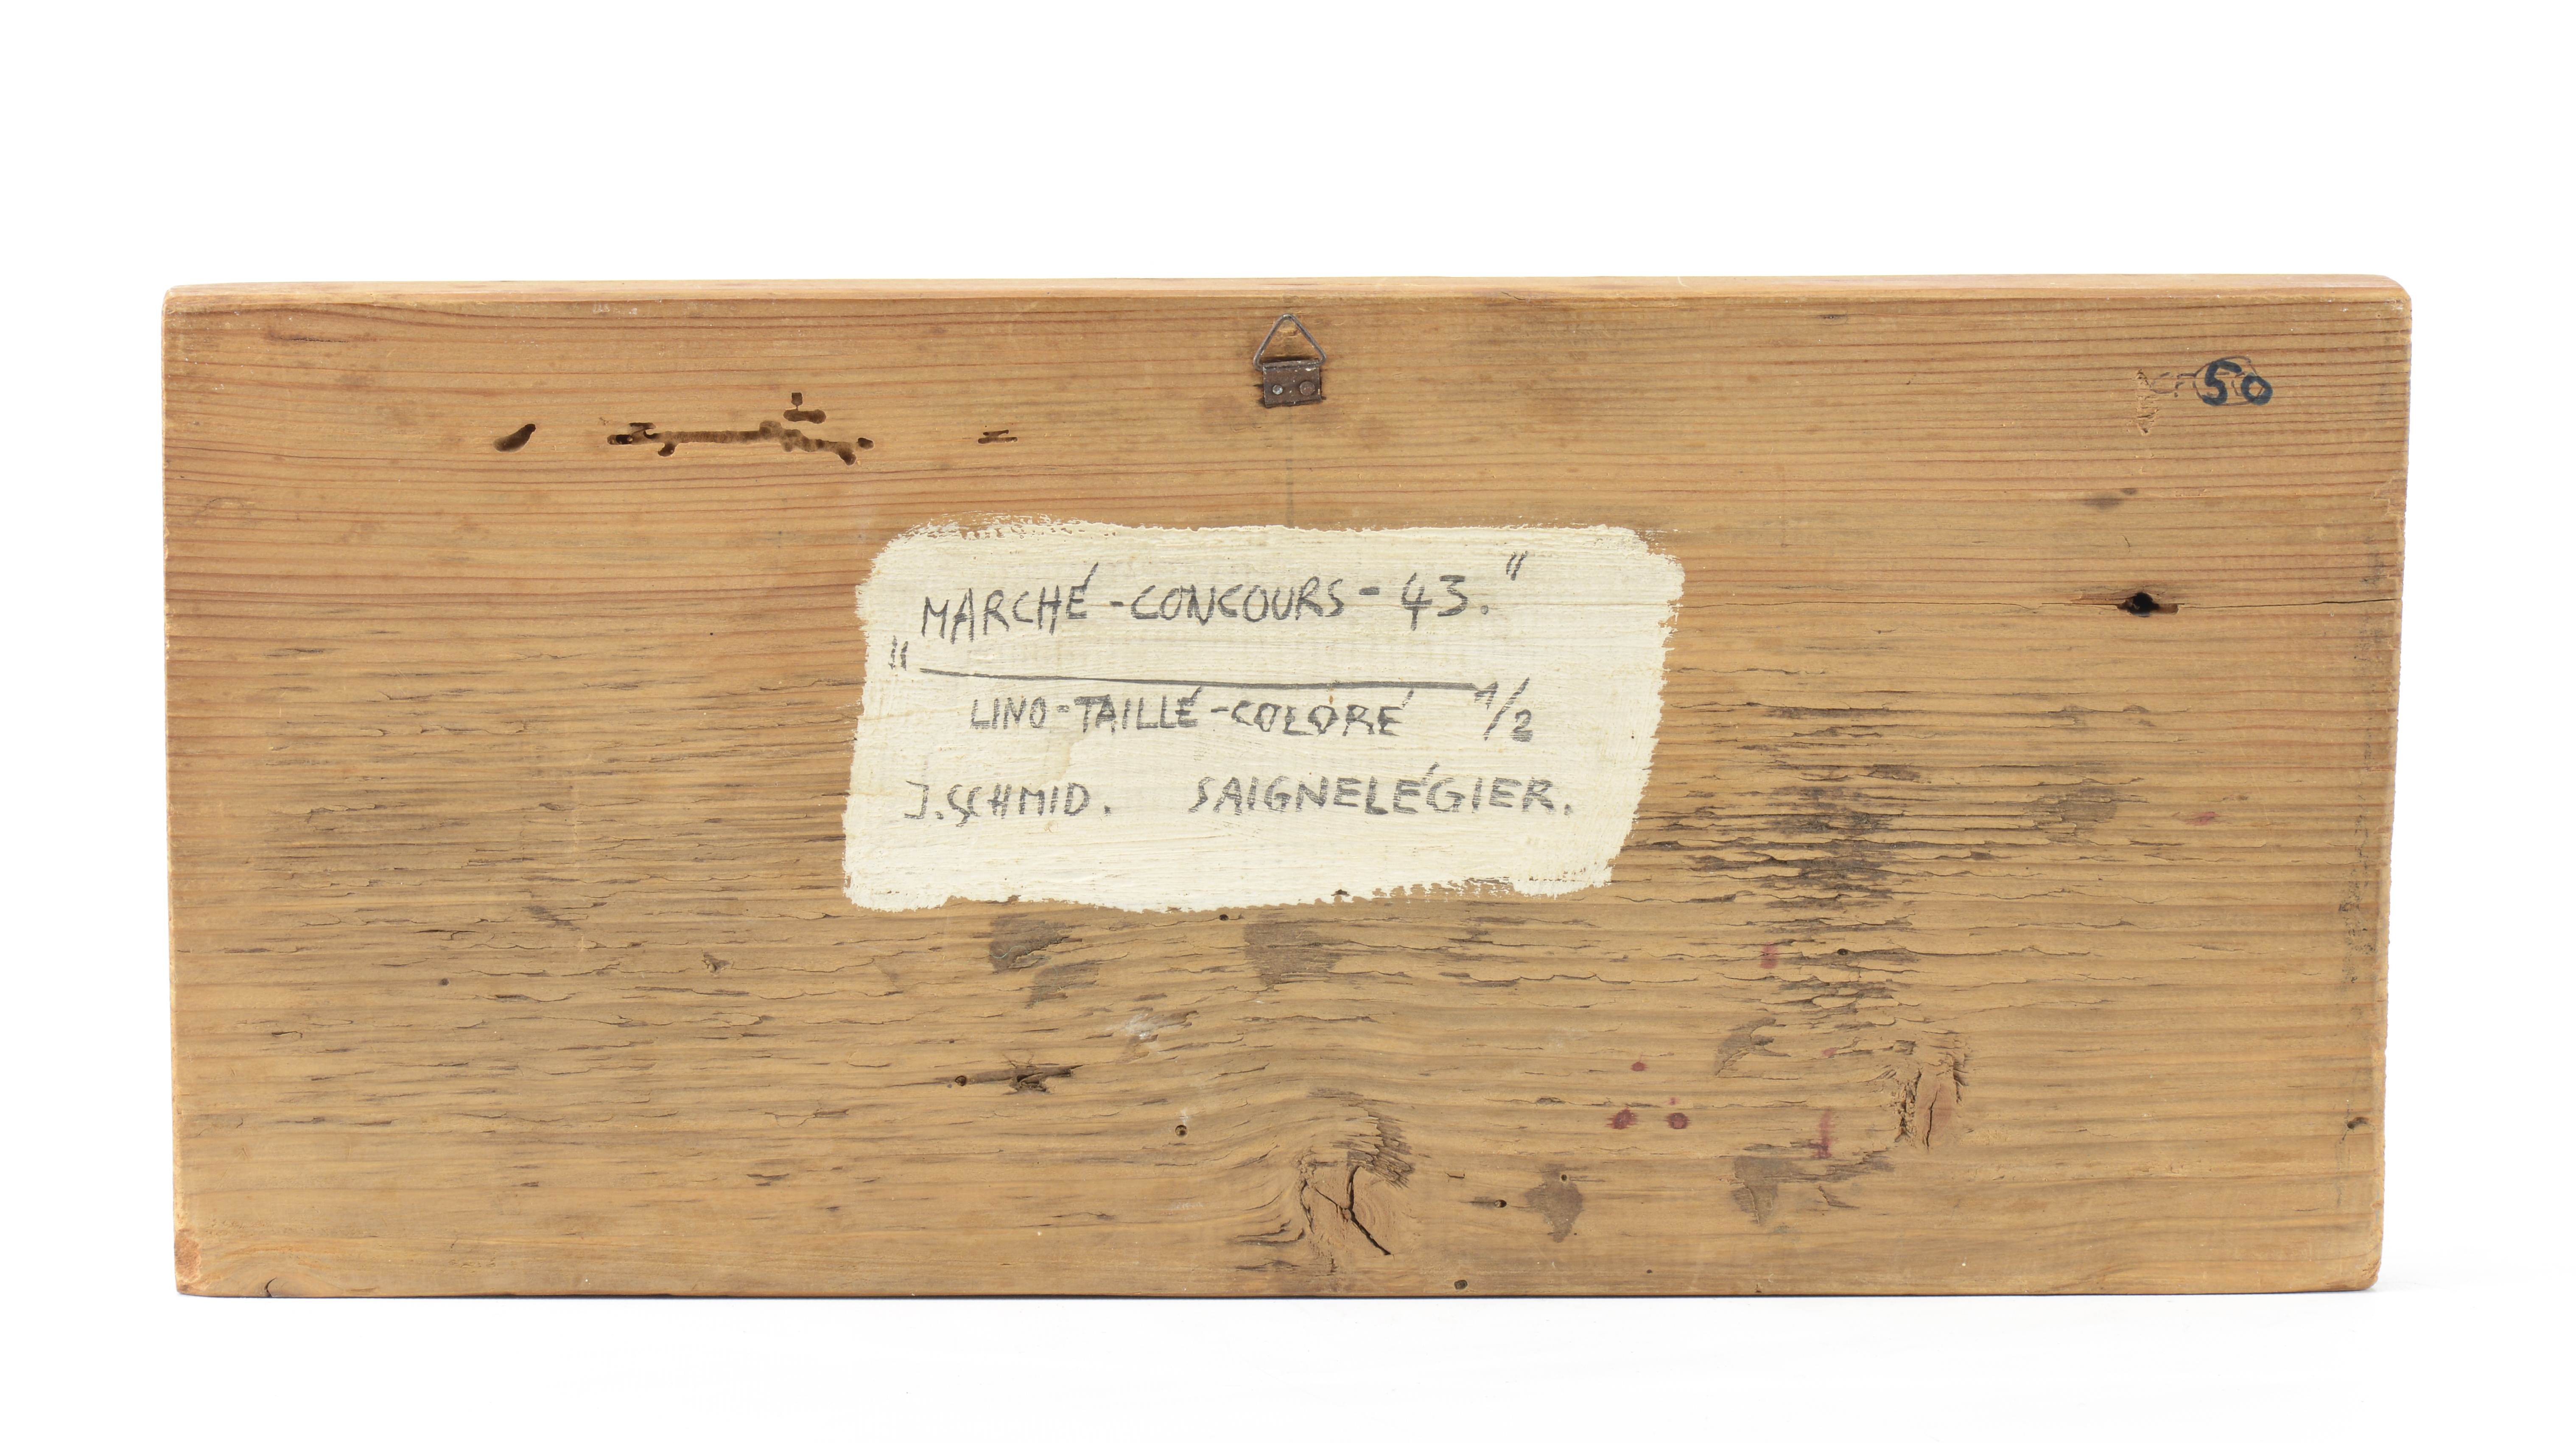 50
„MARCHÉ-CONCOURS-43."
LINO-TAILLÉ-COLORÉ 1/2
J.SCHMID. SAIGNELÉGIER.